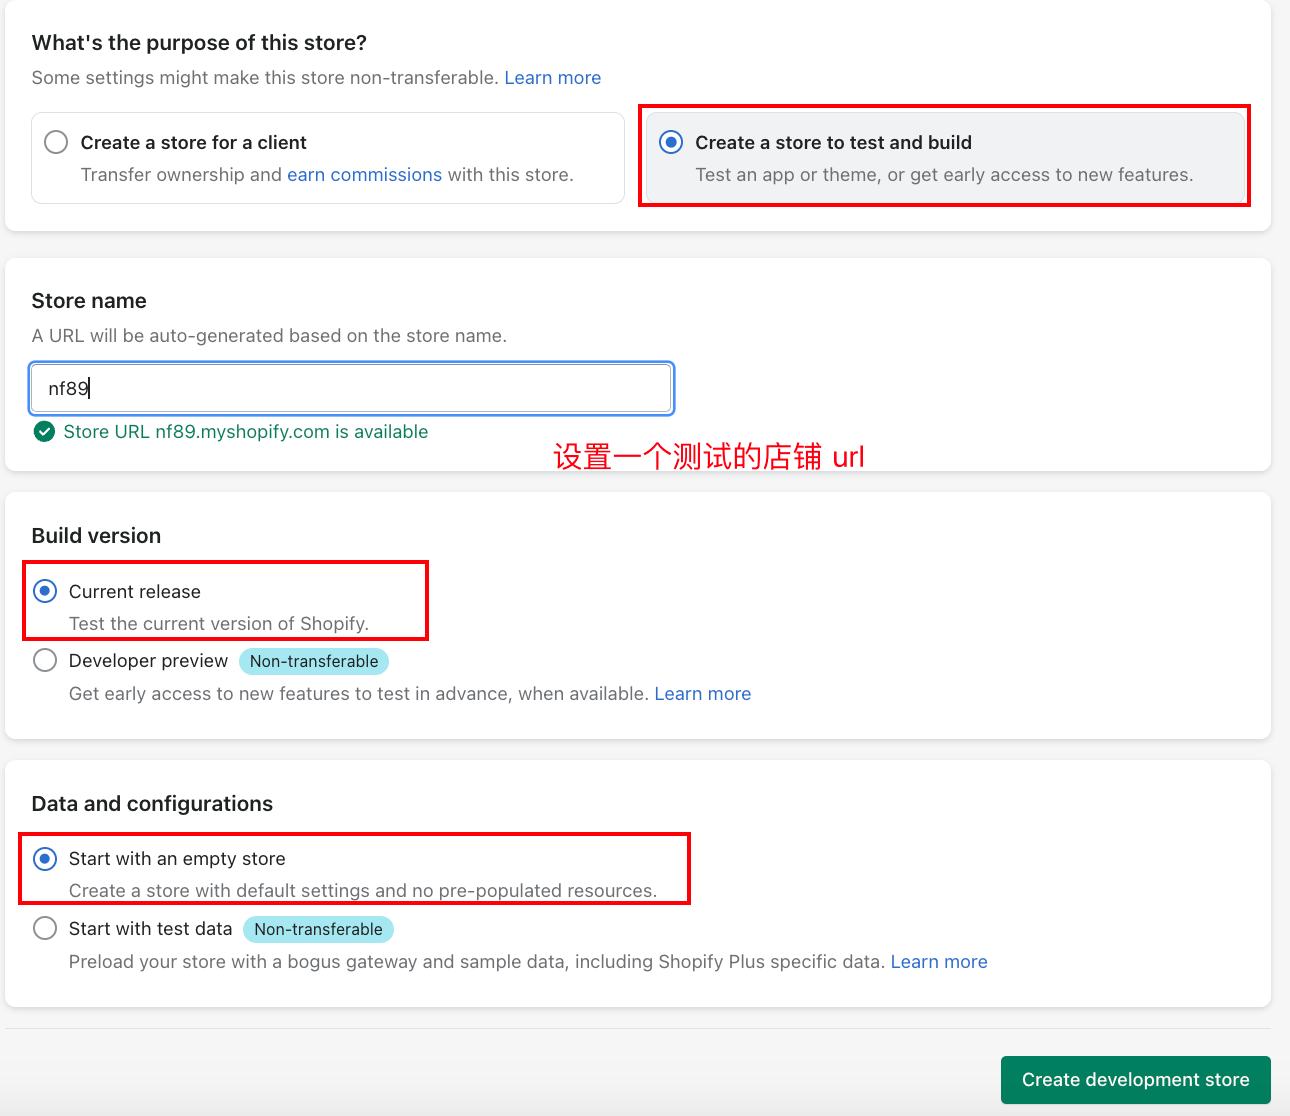 What's the purpose of this store?
Some settings might make this store non-transferable. Learn more
Create a store for a client
Transfer ownership and earn commissions with this store.
Create a store to test and build
Test an app or theme, or get early access to new features.
Store name
A URL will be auto-generated based on the store name.
nf89
Store URL nf89.myshopify.com is available
设置一个测试的店铺 url
Build version
Current release
Test the current version of Shopify.
Developer preview Non-transferable
Get early access to new features to test in advance, when available. Learn more
Data and configurations
Start with an empty store
Create a store with default settings and no pre-populated resources.
Start with test data Non-transferable
Preload your store with a bogus gateway and sample data, including Shopify Plus specific data. Learn more
Create development store